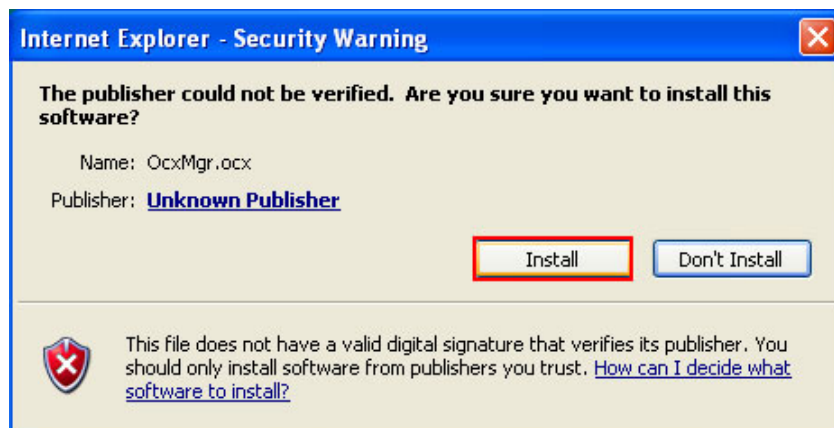 Internet Explorer - Security Warning
The publisher could not be verified. Are you sure you want to install this
software?
Name: OcxMgr.ocx
Publisher: Unknown Publisher
Install Don't Install
This file does not have a valid digital signature that verifies its publisher. You
should only install software from publishers you trust. How can I decide what
software to install?